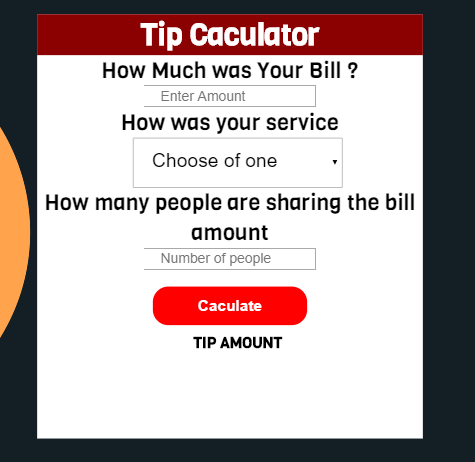 Tip Caculator
How Much was Your Bill ?
Enter Amount
How was your service
Choose of one
How many people are sharing the bill
amount
Number of people
Caculate
TIP AMOUNT